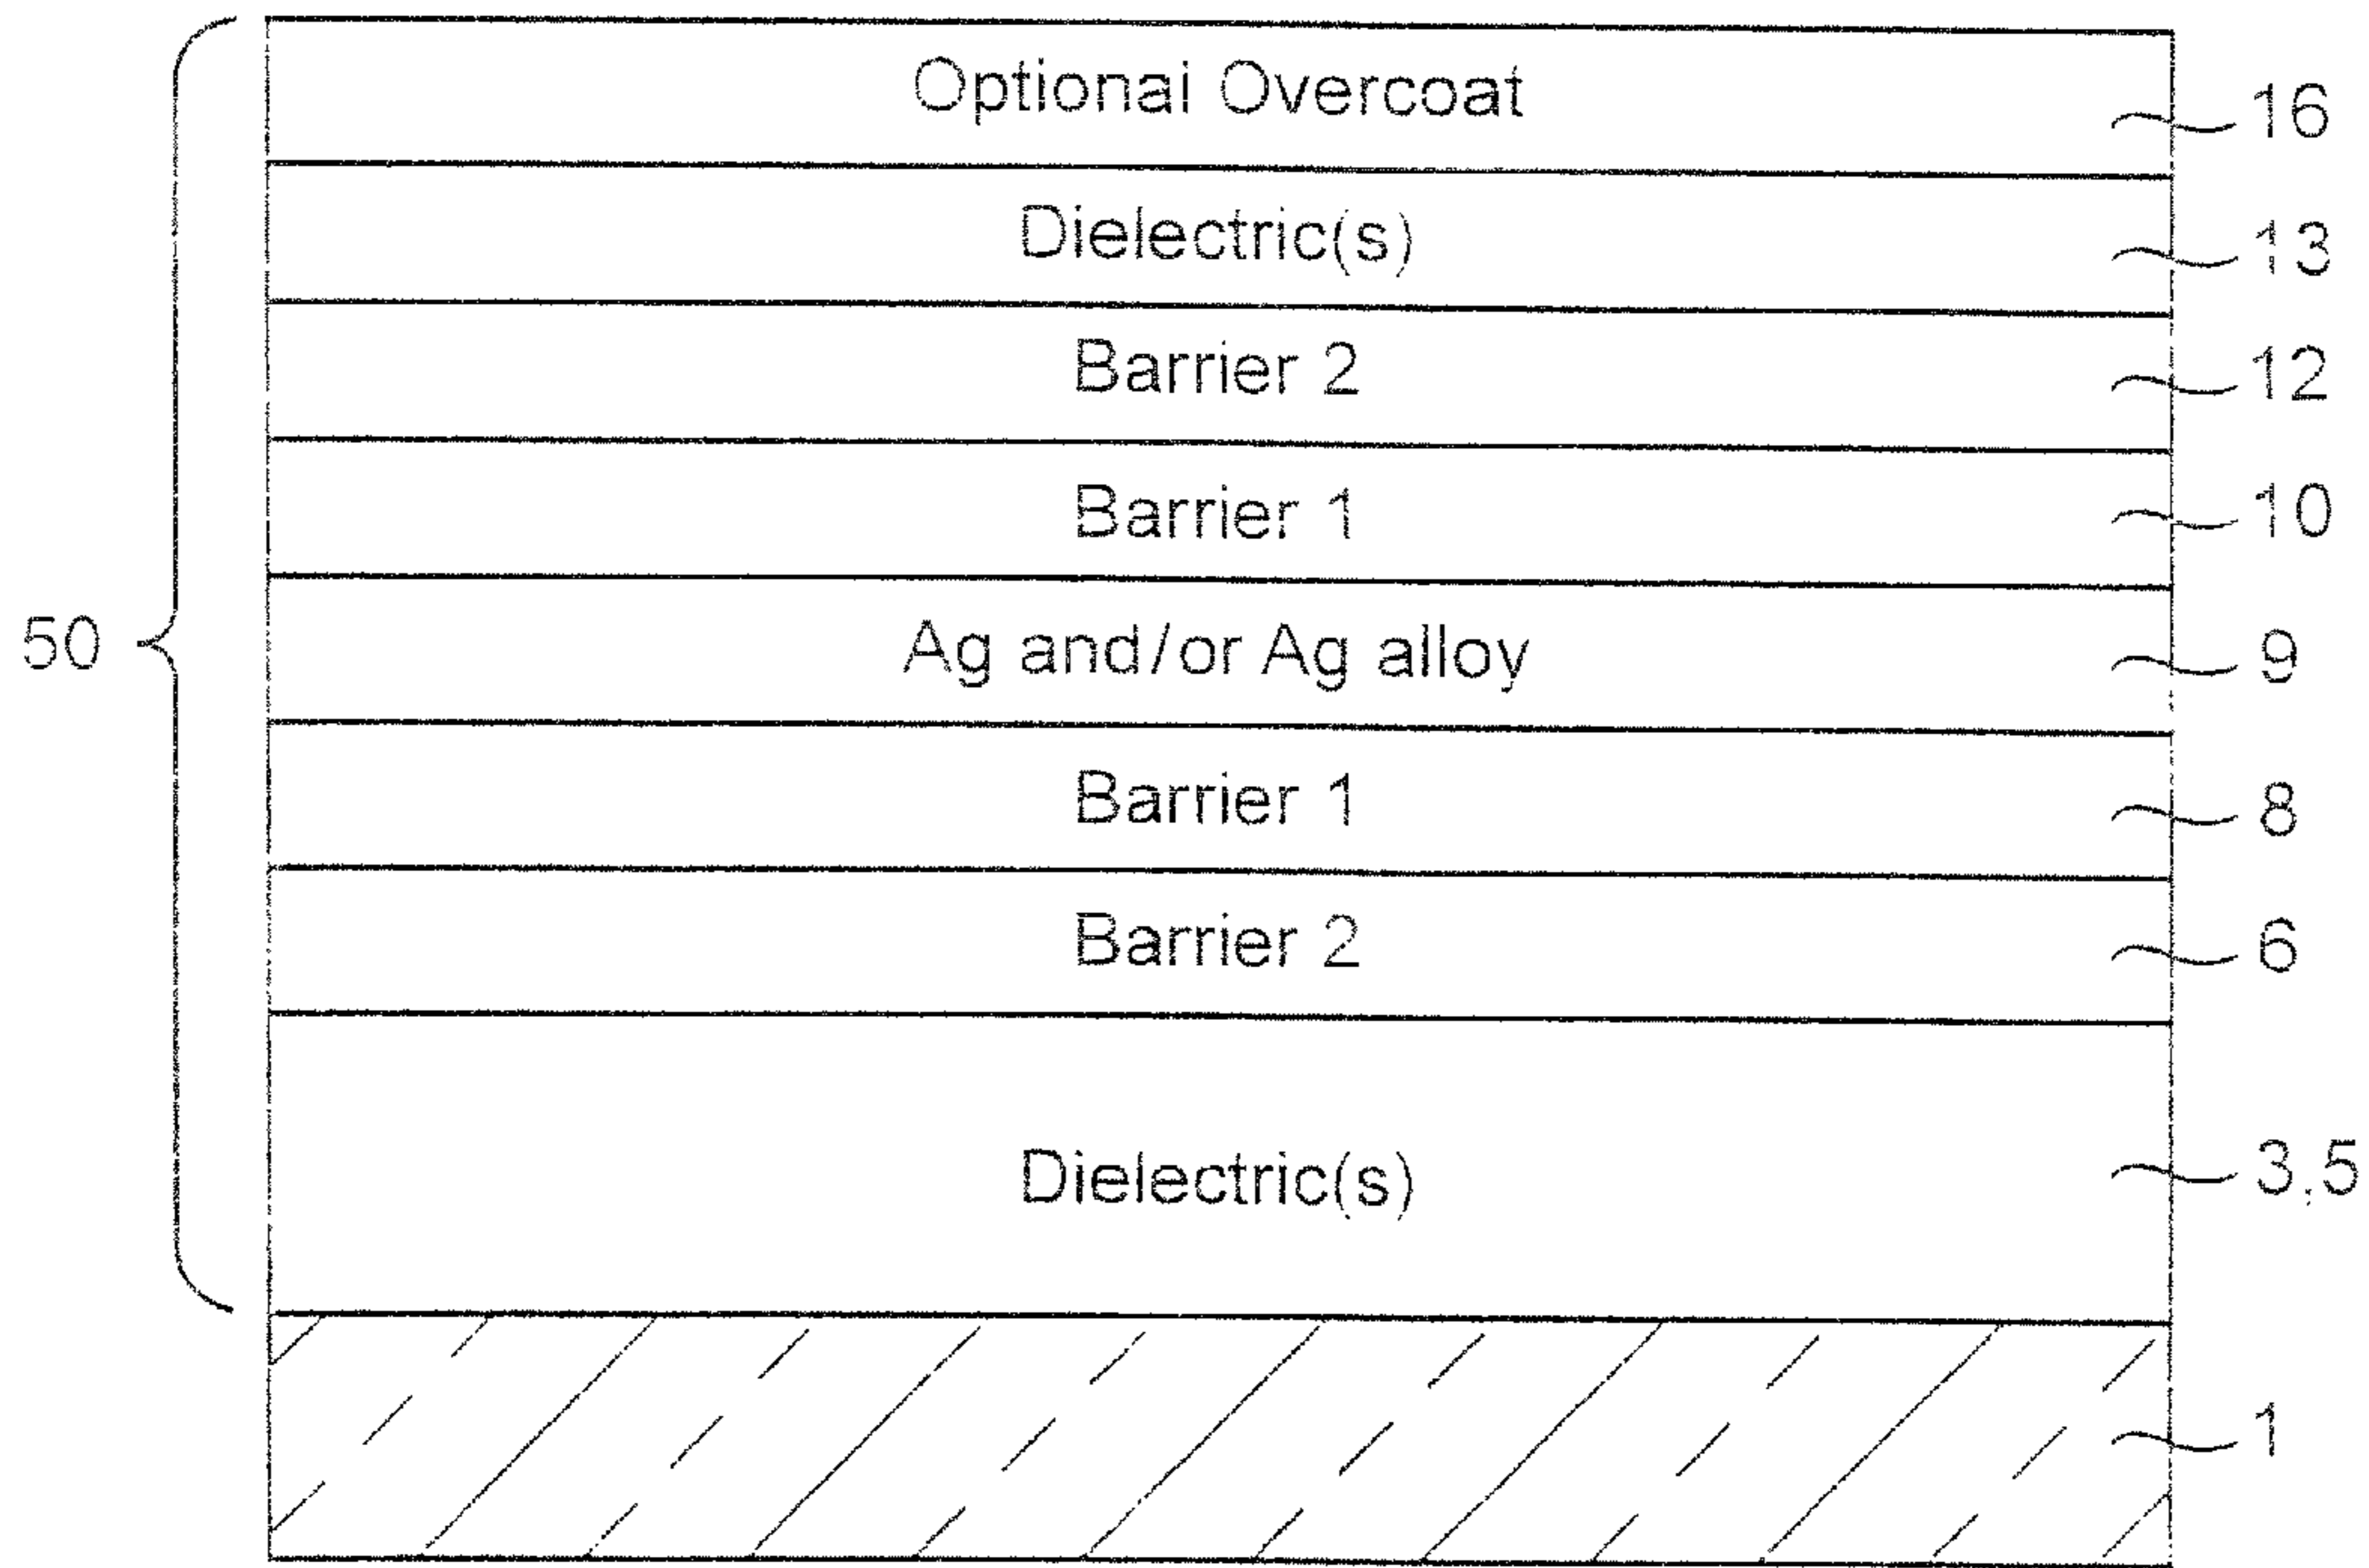 Optional Overcoat 16
Dielectric(s) 13
Barrier 2 12
Barrier 1 10
50 Ag and/or Ag alloy 9
Barrier 1 8
Barrier 2 6
Dielectric(s) 3,5
1